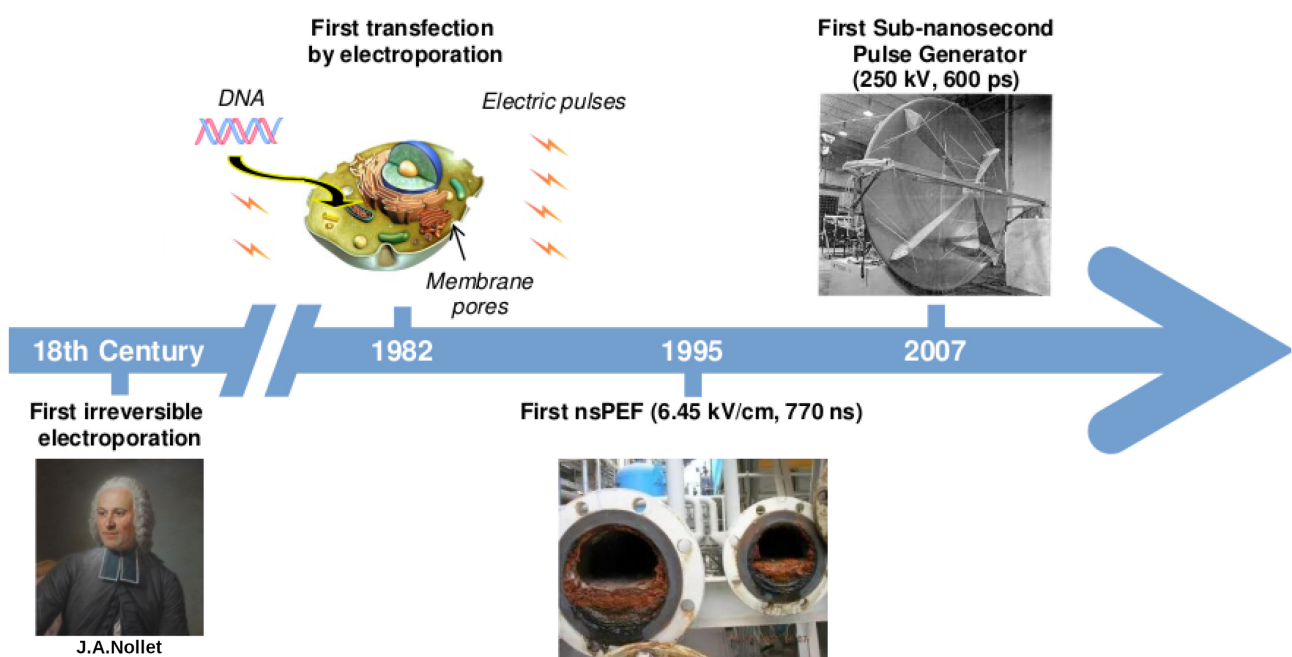 First transfection
by electroporation
DNA
Electric pulses
Membrane
pores
First Sub-nanosecond
Pulse Generator
(250 kV, 600 ps)
18th Century
1982
1995
2007
First irreversible
electroporation
J.A.Nollet
First nsPEF (6.45 kV/cm, 770 ns)